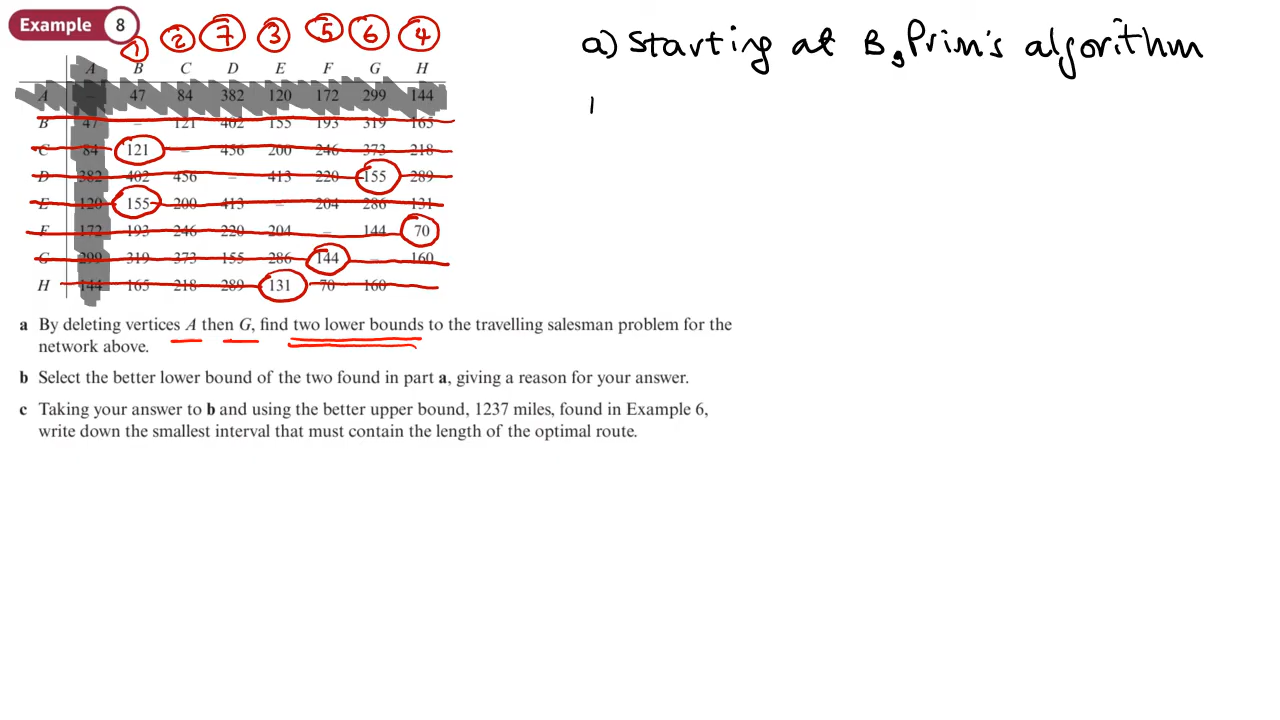 Example 8
① ② ⑦ ③ ⑤ ⑥ ④
A B C D E F G H
A – 47 84 382 120 172 299 144
B 47 – 121 402 155 193 319 165
C 84 121 – 456 200 246 373 218
D 382 402 456 – 413 220 155 289
E 120 155 200 413 – 204 286 131
F 172 193 246 220 204 – 144 70
G 299 319 373 155 286 144 – 160
H 144 165 218 289 131 70 160
a By deleting vertices A then G, find two lower bounds to the travelling salesman problem for the
network above.
b Select the better lower bound of the two found in part a, giving a reason for your answer.
c Taking your answer to b and using the better upper bound, 1237 miles, found in Example 6,
write down the smallest interval that must contain the length of the optimal route.
a) Starting at B, Prim's algorithm